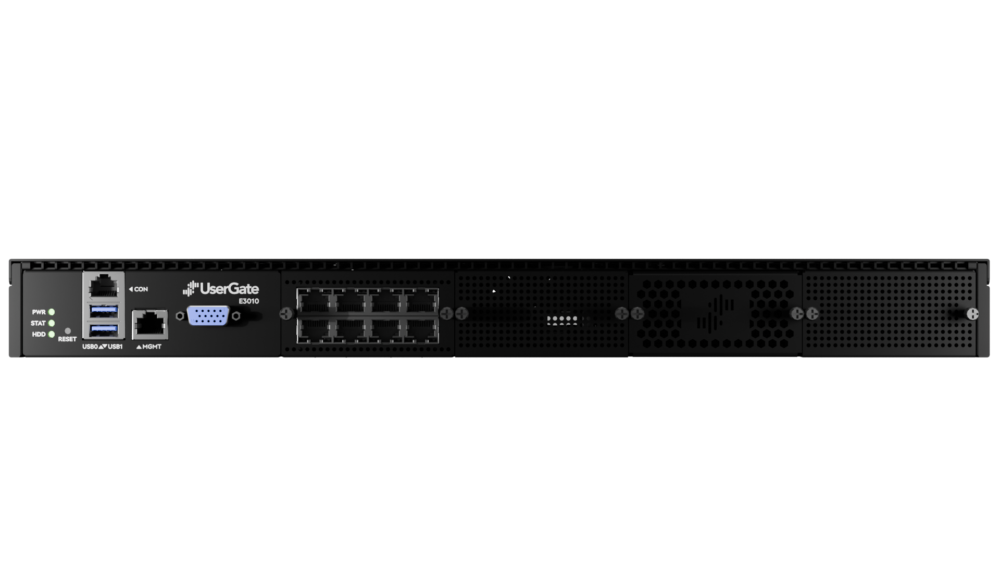 CON
UserGate
E3010
PWR
STAT
HDD
RESET
USB0 USB1
MGMT